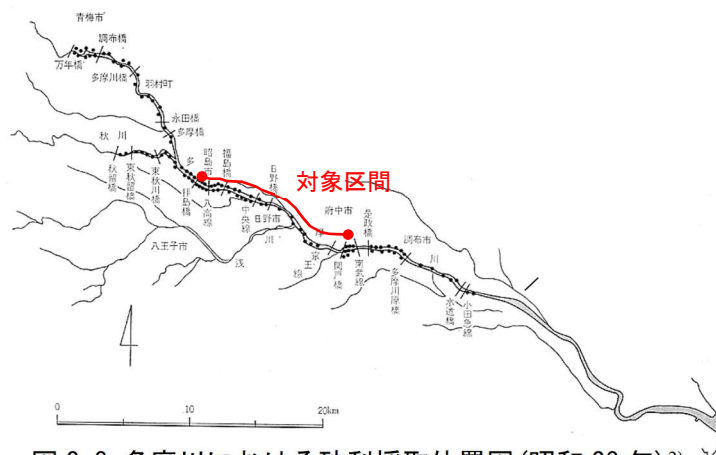 青梅市
調布橋
万年橋
多摩川橋
羽村町
永田橋
多摩橋
秋川
秋留橋
東秋留橋
東秋川橋
多
昭島市
福島橋
拝島橋
八高線
日野橋
中央線
日野市
対象区間
府中市
是政橋
八王子市
浅
川
摩
京王線
関戸橋
南武線
調布市
多摩川原橋
川
水道橋
小田急線
0
10
20km